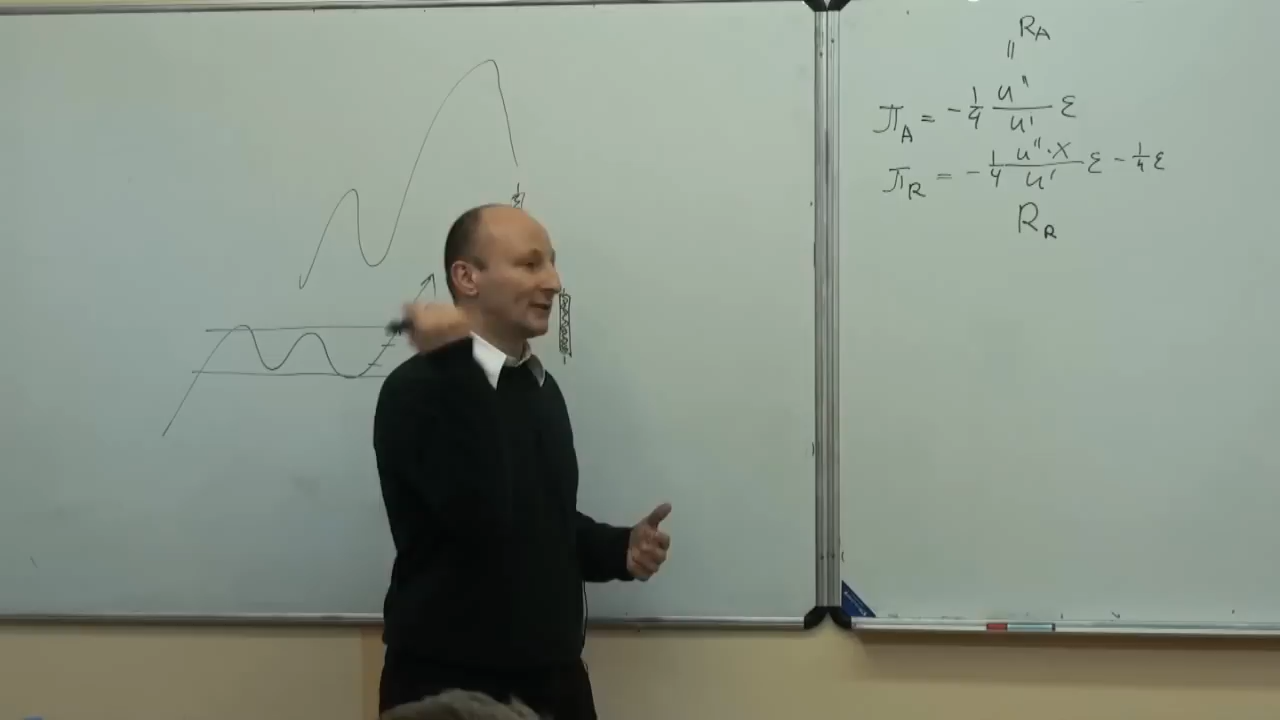 R_A
॥
π_A = -1/4 u''/u' ε
π_R = -1/4 u''·x/u' ε - 1/4 ε
R_R